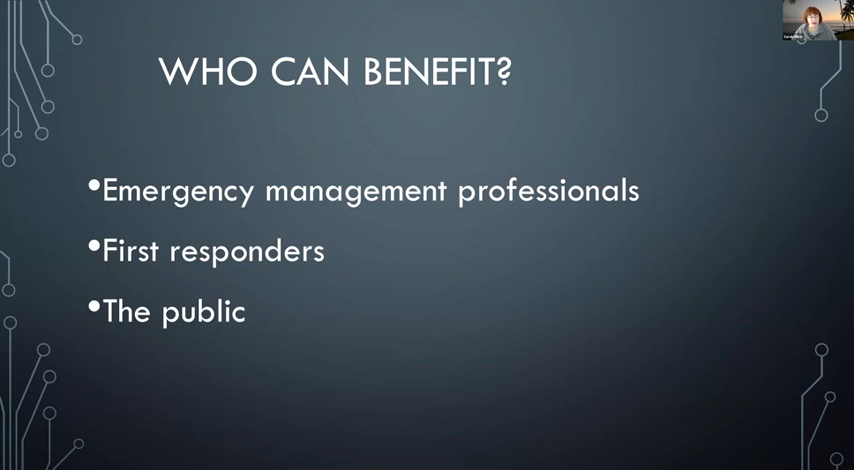 WHO CAN BENEFIT?
•Emergency management professionals
•First responders
•The public